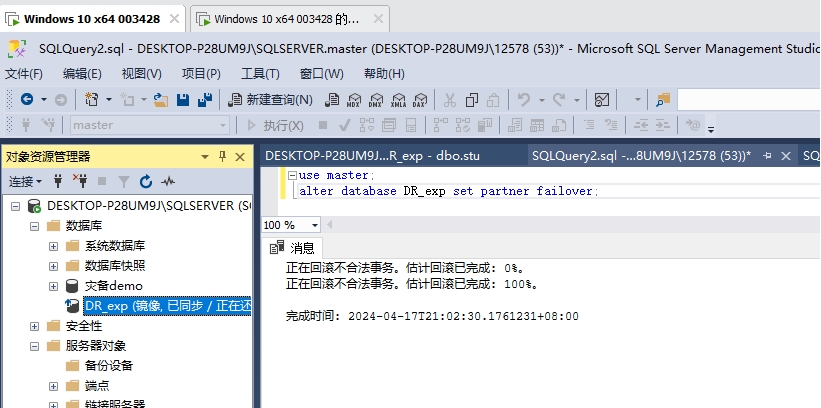 Windows 10 x64 003428
Windows 10 x64 003428 的...
SQLQuery2.sql - DESKTOP-P28UM9J\SQLSERVER.master (DESKTOP-P28UM9J\12578 (53))* - Microsoft SQL Server Management Studio
文件(F) 编辑(E) 视图(V) 项目(P) 工具(T) 窗口(W) 帮助(H)
新建查询(N) MDX DMX XMLA DAX
master 执行(X)
对象资源管理器
DESKTOP-P28UM9J...R_exp - dbo.stu
SQLQuery2.sql -...8UM9J\12578 (53))*
SQ
连接
DESKTOP-P28UM9J\SQLSERVER (S
数据库
系统数据库
数据库快照
灾备demo
DR_exp (镜像, 已同步 / 正在还
安全性
服务器对象
备份设备
端点
链接服务器
use master;
alter database DR_exp set partner failover;
100 %
消息
正在回滚不合法事务。估计回滚已完成: 0%。
正在回滚不合法事务。估计回滚已完成: 100%。
完成时间: 2024-04-17T21:02:30.1761231+08:00